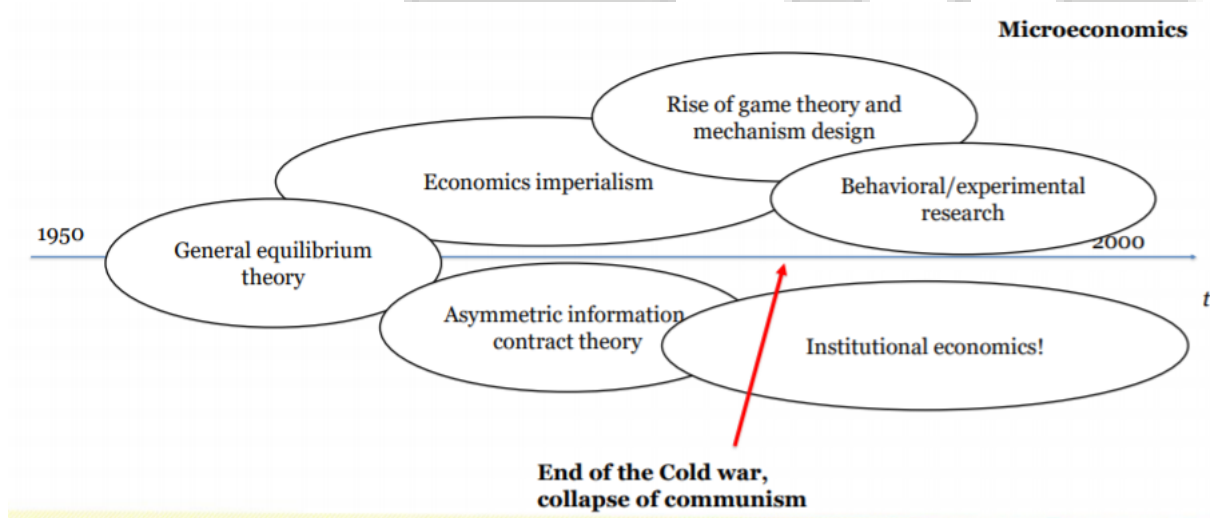 Microeconomics
Rise of game theory and
mechanism design
Economics imperialism
Behavioral/experimental
research
1950
General equilibrium
theory
2000
t
Asymmetric information
contract theory
Institutional economics!
End of the Cold war,
collapse of communism